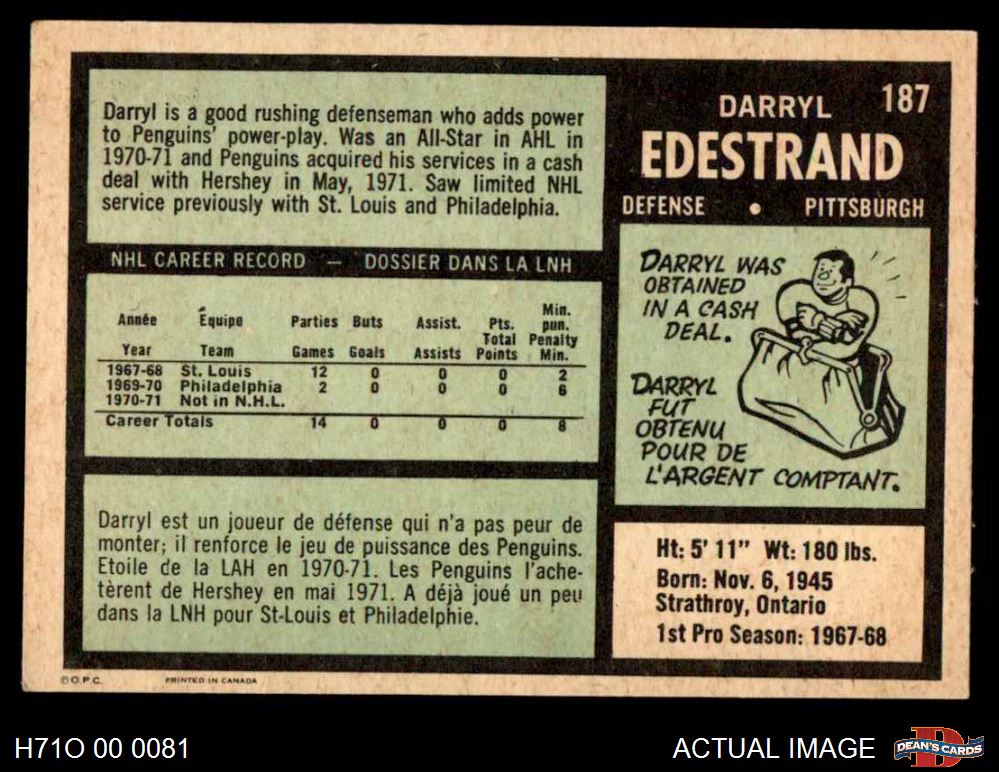 Darryl is a good rushing defenseman who adds power
to Penguins' power-play. Was an All-Star in AHL in
1970-71 and Penguins acquired his services in a cash
deal with Hershey in May, 1971. Saw limited NHL
service previously with St. Louis and Philadelphia.
187
DARRYL
EDESTRAND
DEFENSE • PITTSBURGH
NHL CAREER RECORD — DOSSIER DANS LA LNH
Année Équipe Parties Buts Assist. Pts. Total Min. pun.
Year Team Games Goals Assists Points Penalty Min.
1967-68 St. Louis 12 0 0 0 2
1969-70 Philadelphia 2 0 0 0 6
1970-71 Not in N.H.L.
Career Totals 14 0 0 0 8
DARRYL WAS
OBTAINED
IN A CASH
DEAL.
DARRYL
FUT
OBTENU
POUR DE
L'ARGENT COMPTANT.
Darryl est un joueur de défense qui n'a pas peur de
monter; il renforce le jeu de puissance des Penguins.
Etoile de la LAH en 1970-71. Les Penguins l'ache-
tèrent de Hershey en mai 1971. A déjà joué un peu
dans la LNH pour St-Louis et Philadelphie.
Ht: 5' 11" Wt: 180 lbs.
Born: Nov. 6, 1945
Strathroy, Ontario
1st Pro Season: 1967-68
© O.P.C. PRINTED IN CANADA
H71O 00 0081
ACTUAL IMAGE
DEAN'S CARDS